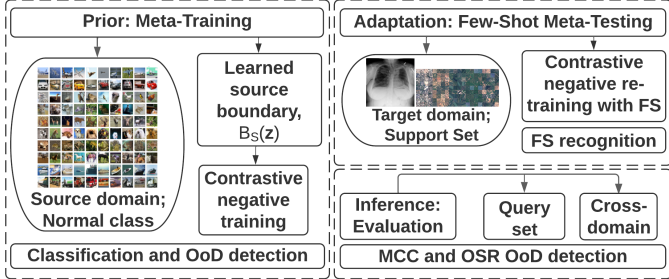 Prior: Meta-Training
Source domain;
Normal class
Learned
source
boundary,
B_S(z)
Contrastive
negative
training
Classification and OoD detection
Adaptation: Few-Shot Meta-Testing
Target domain;
Support Set
Contrastive
negative re-
training with FS
FS recognition
Inference:
Evaluation
Query
set
Cross-
domain
MCC and OSR OoD detection